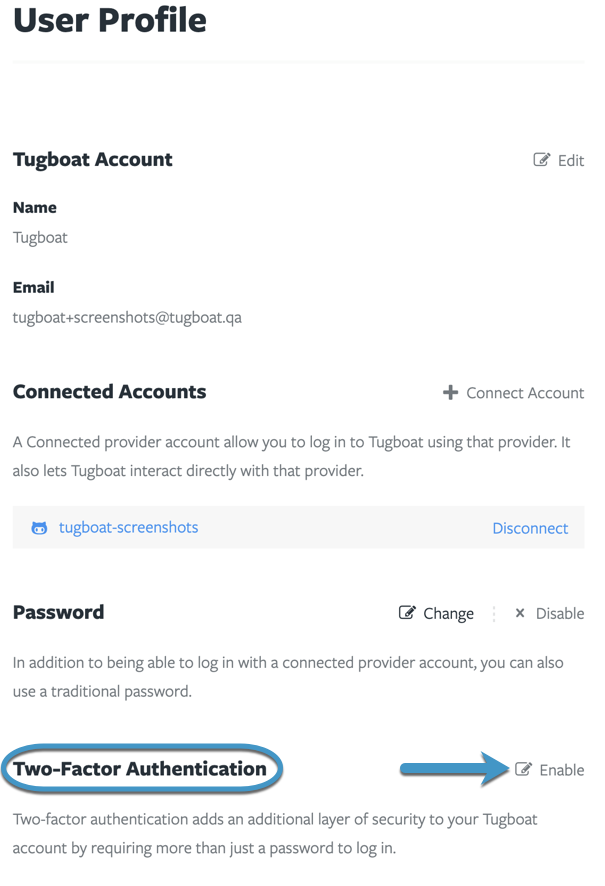 User Profile
Tugboat Account
Edit
Name
Tugboat
Email
tugboat+screenshots@tugboat.qa
Connected Accounts
Connect Account
A Connected provider account allow you to log in to Tugboat using that provider. It
also lets Tugboat interact directly with that provider.
tugboat-screenshots
Disconnect
Password
Change
Disable
In addition to being able to log in with a connected provider account, you can also
use a traditional password.
Two-Factor Authentication
Enable
Two-factor authentication adds an additional layer of security to your Tugboat
account by requiring more than just a password to log in.